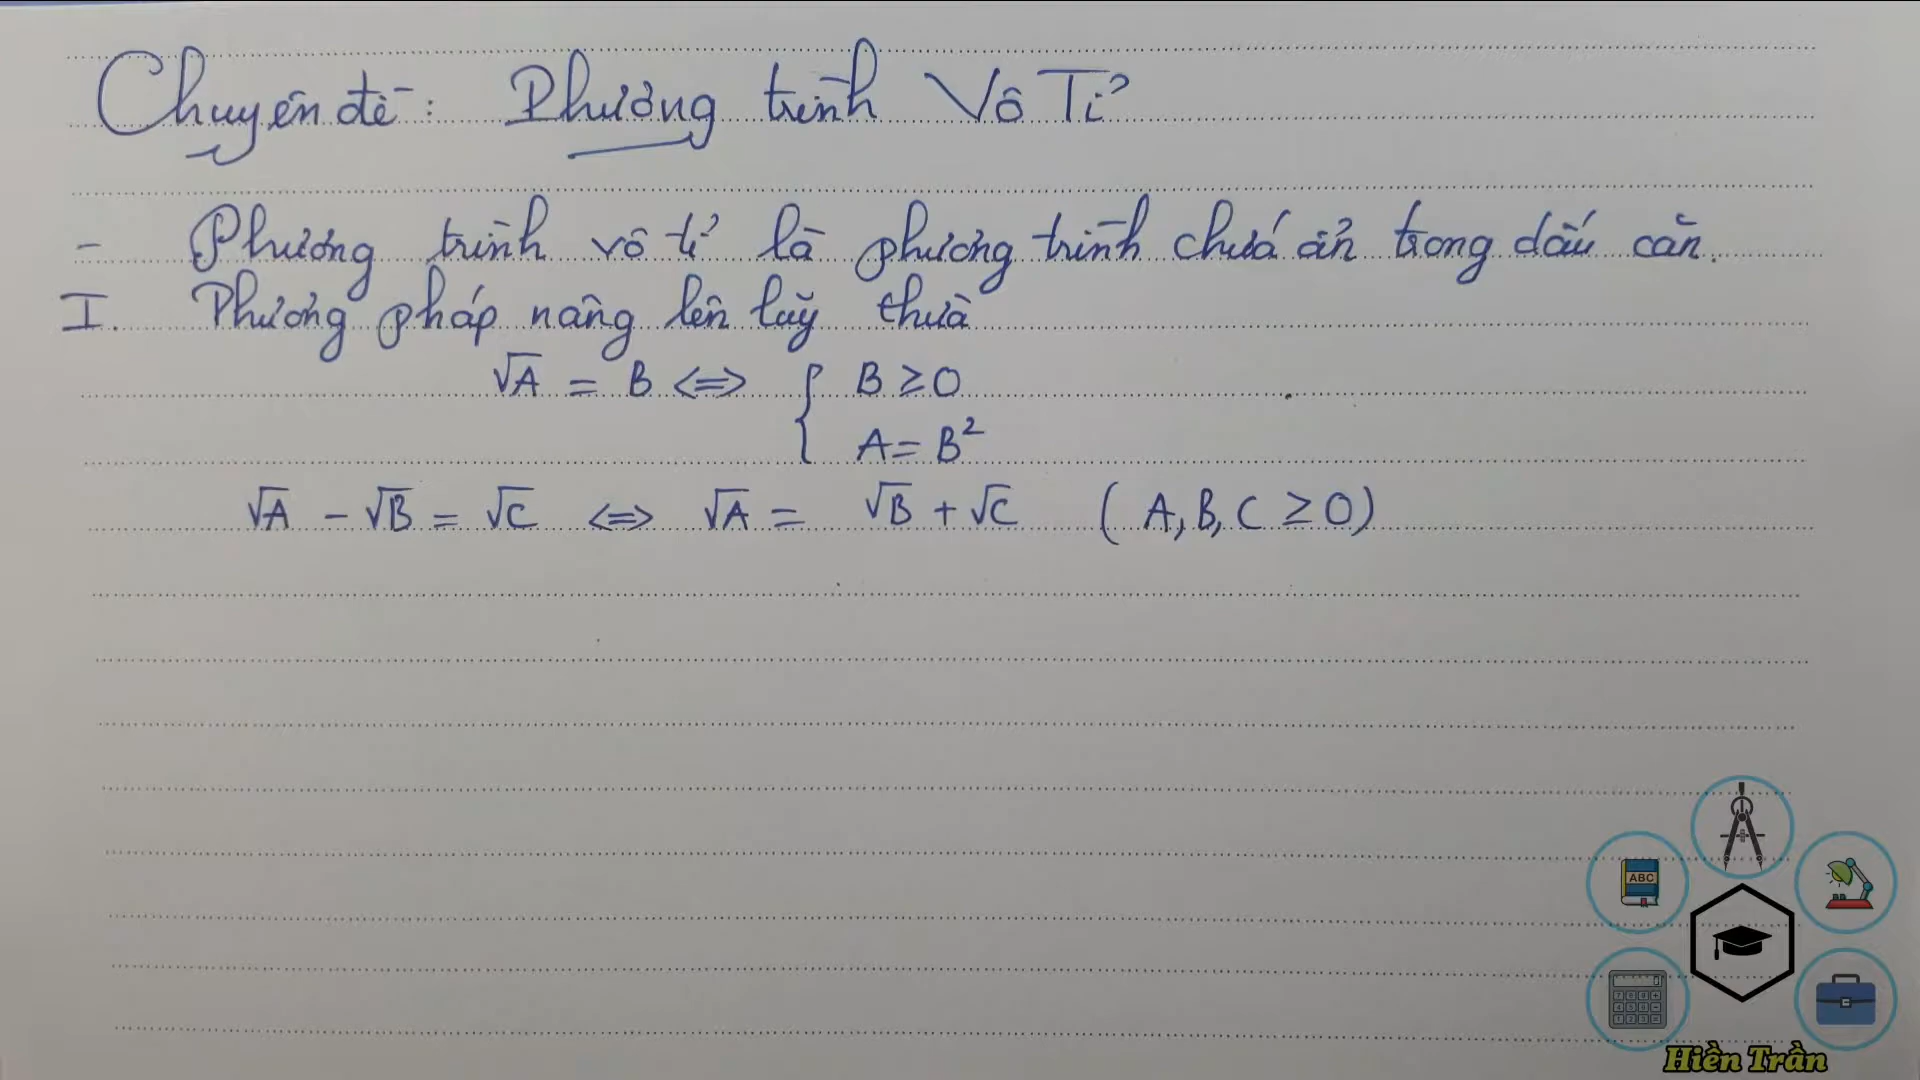 Chuyên đề: Phương trình Vô Tỉ
- Phương trình vô tỉ là phương trình chứa ẩn trong dấu căn.
I. Phương pháp nâng lên luỹ thừa
√A = B <=> { B ≥ 0
A = B²
√A - √B = √C <=> √A = √B + √C (A, B, C ≥ 0)
ABC
Hiền Trần